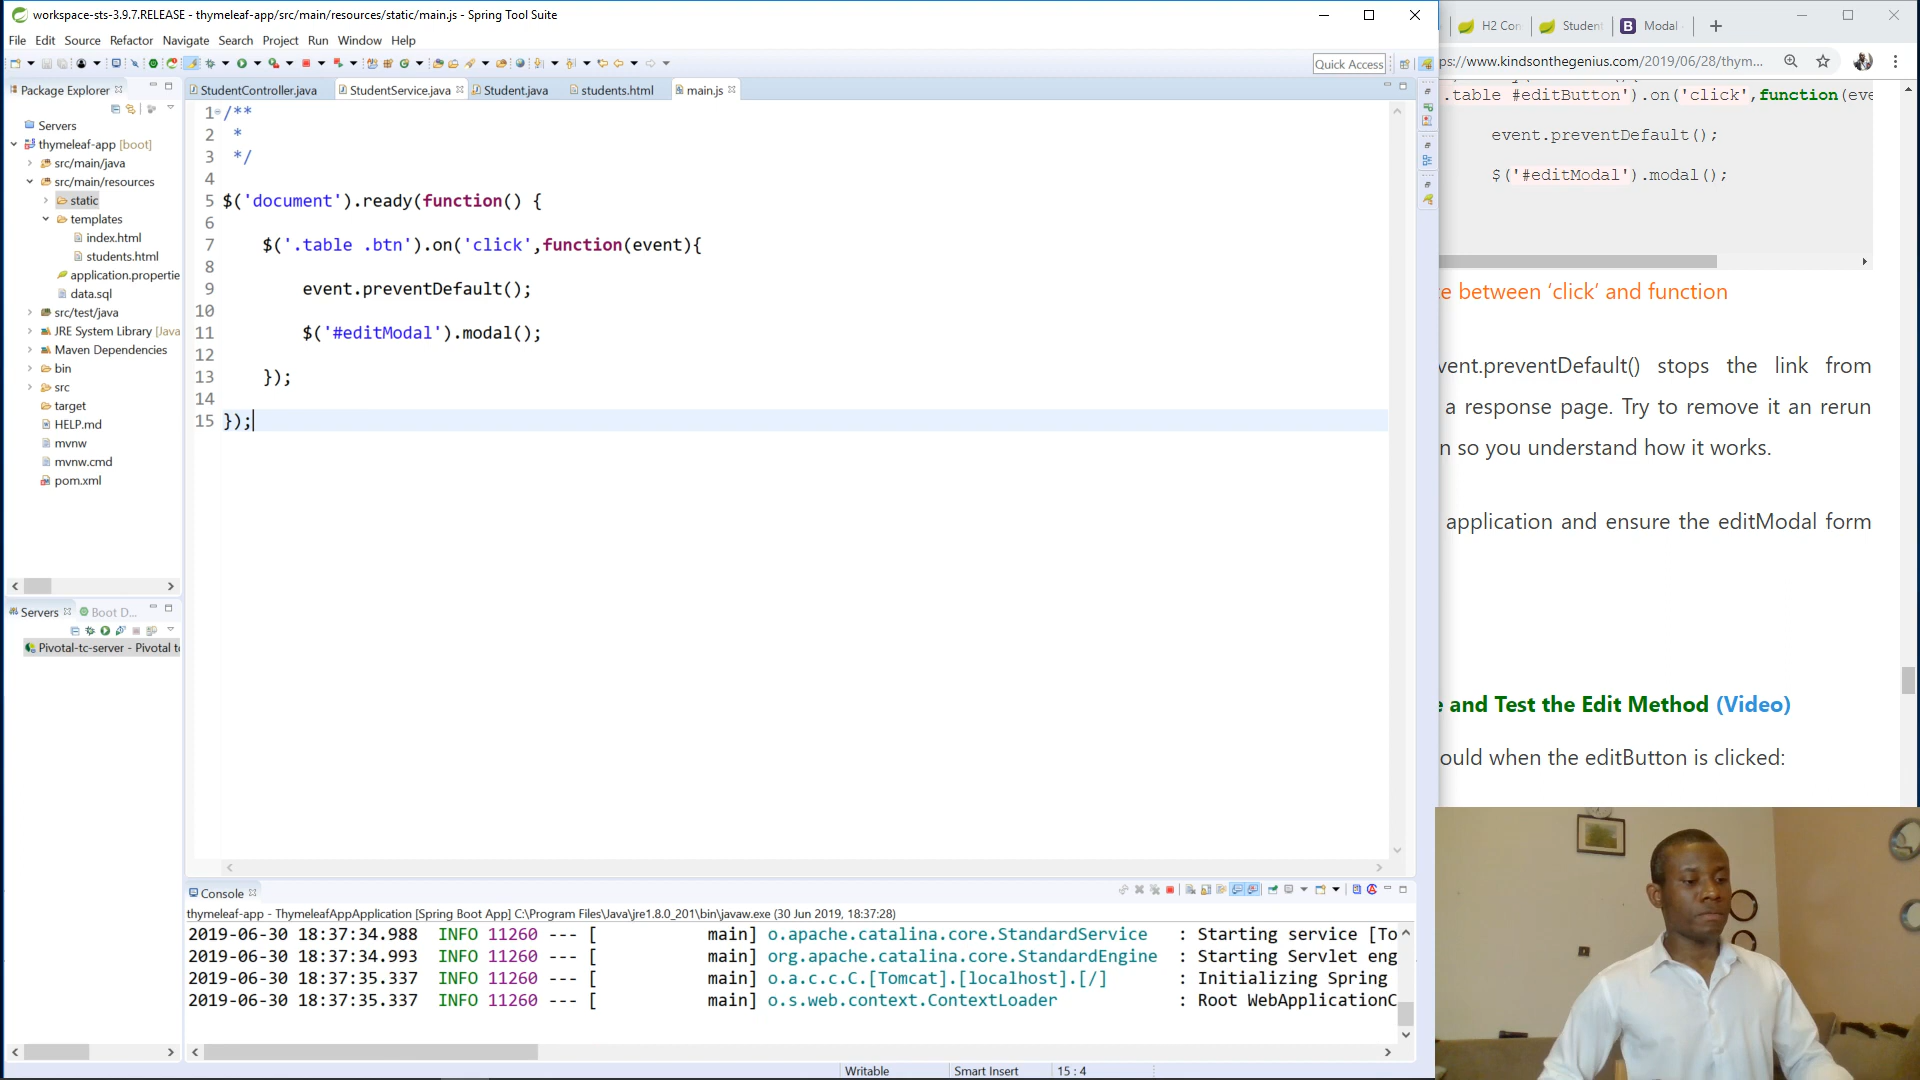 workspace-sts-3.9.7.RELEASE - thymeleaf-app/src/main/resources/static/main.js - Spring Tool Suite
File Edit Source Refactor Navigate Search Project Run Window Help
Quick Access
Package Explorer
Servers
thymeleaf-app [boot]
src/main/java
src/main/resources
static
templates
index.html
students.html
application.propertie
data.sql
src/test/java
JRE System Library [Java
Maven Dependencies
bin
src
target
HELP.md
mvnw
mvnw.cmd
pom.xml
Servers Boot D...
Pivotal-tc-server - Pivotal t
StudentController.java StudentService.java Student.java students.html main.js
1 /**
2 *
3 */
4
5 $('document').ready(function() {
6
7 $('.table .btn').on('click',function(event){
8
9 event.preventDefault();
10
11 $('#editModal').modal();
12
13 });
14
15 });
Console
thymeleaf-app - ThymeleafAppApplication [Spring Boot App] C:\Program Files\Java\jre1.8.0_201\bin\javaw.exe (30 Jun 2019, 18:37:28)
2019-06-30 18:37:34.988 INFO 11260 --- [ main] o.apache.catalina.core.StandardService : Starting service [To
2019-06-30 18:37:34.993 INFO 11260 --- [ main] org.apache.catalina.core.StandardEngine : Starting Servlet eng
2019-06-30 18:37:35.337 INFO 11260 --- [ main] o.a.c.c.C.[Tomcat].[localhost].[/] : Initializing Spring
2019-06-30 18:37:35.337 INFO 11260 --- [ main] o.s.web.context.ContextLoader : Root WebApplicationC
Writable Smart Insert 15 : 4
H2 Con Student Modal
ps://www.kindsonthegenius.com/2019/06/28/thym...
.table #editButton').on('click',function(eve
event.preventDefault();
$('#editModal').modal();
e between ‘click’ and function
vent.preventDefault() stops the link from
a response page. Try to remove it an rerun
n so you understand how it works.
application and ensure the editModal form
e and Test the Edit Method (Video)
ould when the editButton is clicked: